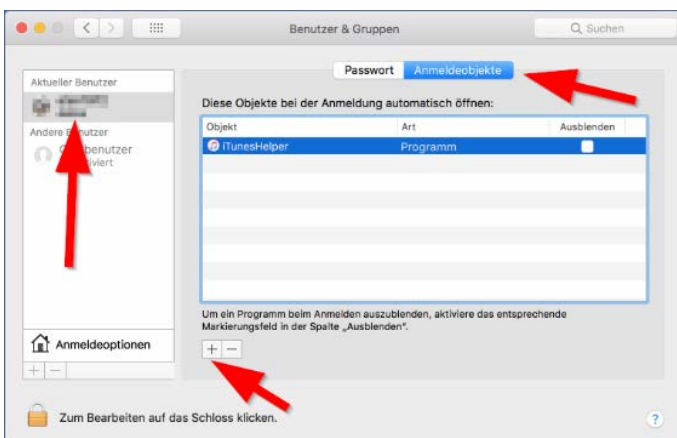 Benutzer & Gruppen
Suchen
Passwort Anmeldeobjekte
Aktueller Benutzer
Andere Benutzer
Diese Objekte bei der Anmeldung automatisch öffnen:
Objekt Art Ausblenden
iTunesHelper Programm
Um ein Programm beim Anmelden auszublenden, aktiviere das entsprechende
Markierungsfeld in der Spalte „Ausblenden“.
Anmeldeoptionen
+ −
+ −
Zum Bearbeiten auf das Schloss klicken.
?